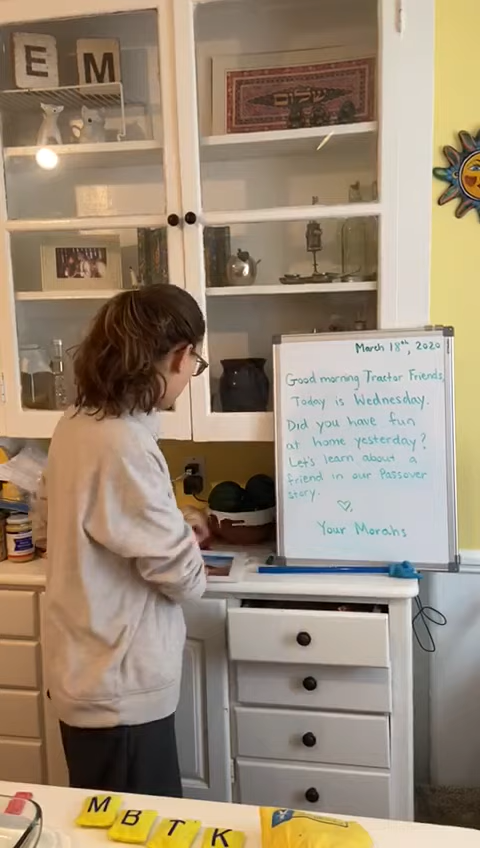 E M
March 18th, 2020
Good morning Tractor Friends,
Today is Wednesday.
Did you have fun
at home yesterday?
Let's learn about a
friend in our Passover
story.
♡,
Your Morahs
M B T K